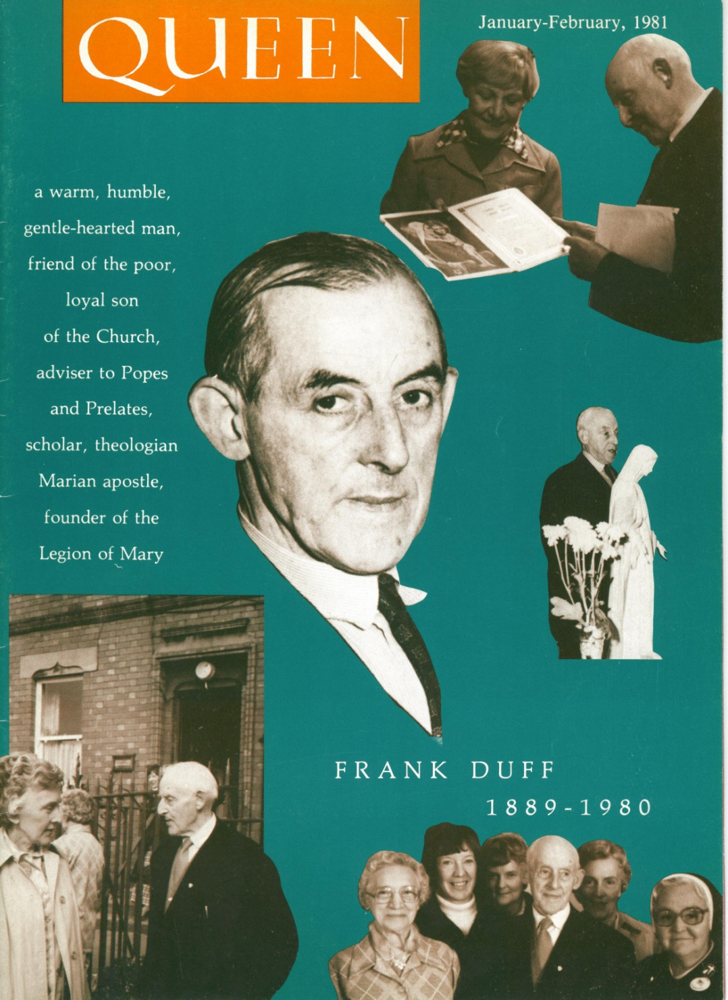 QUEEN
January-February, 1981
a warm, humble,
gentle-hearted man,
friend of the poor,
loyal son
of the Church,
adviser to Popes
and Prelates,
scholar, theologian
Marian apostle,
founder of the
Legion of Mary
FRANK DUFF
1889-1980